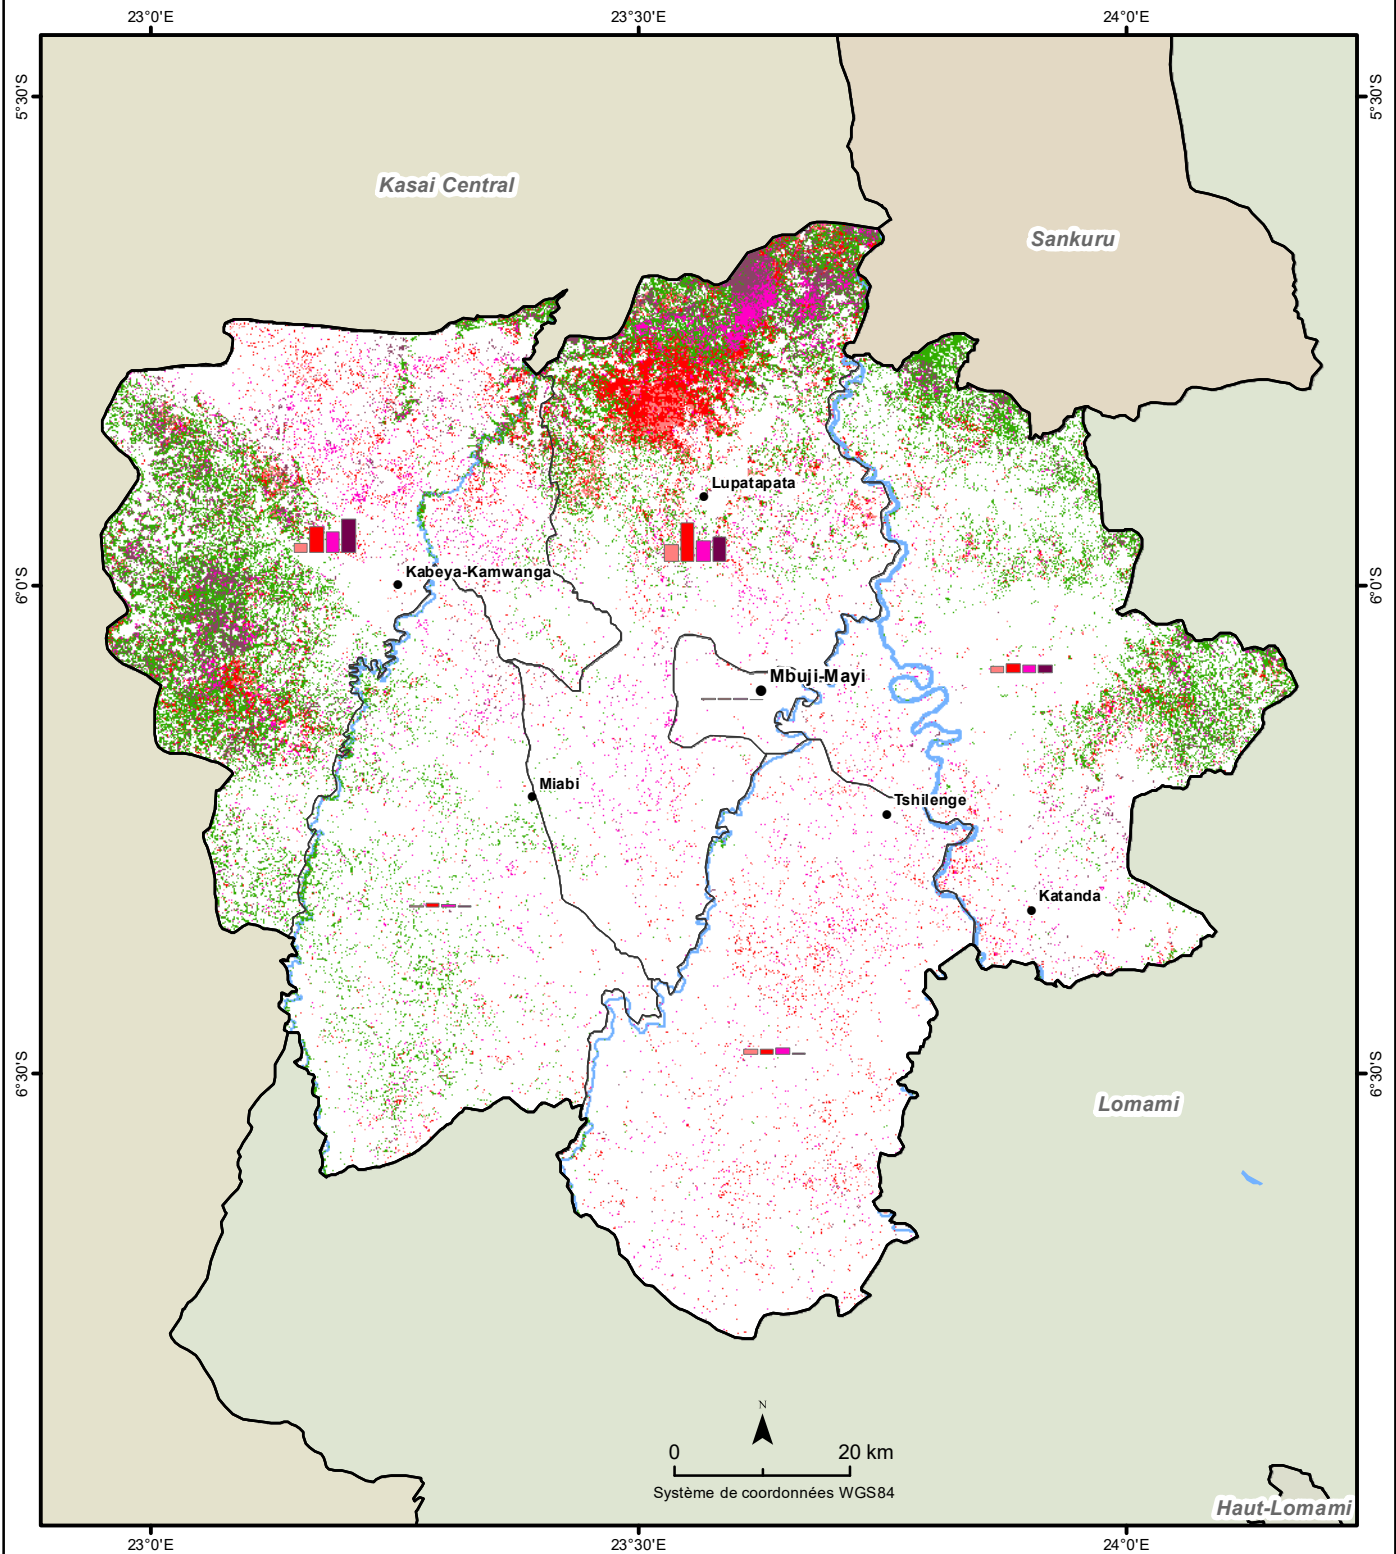 23°0'E
23°30'E
24°0'E
5°30'S
5°30'S
Kasai Central
Sankuru
Lupatapata
Kabeya-Kamwanga
6°0'S
6°0'S
Mbuji-Mayi
Miabi
Tshilenge
Katanda
6°30'S
6°30'S
Lomami
N
0 20 km
Système de coordonnées WGS84
Haut-Lomami
23°0'E
23°30'E
24°0'E